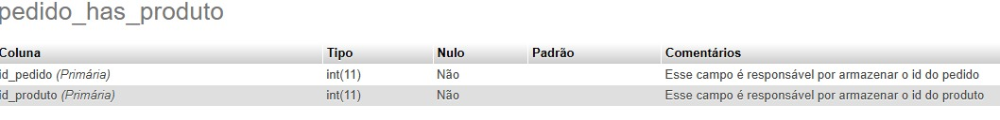 pedido_has_produto
Coluna Tipo Nulo Padrão Comentários
id_pedido (Primária) int(11) Não Esse campo é responsável por armazenar o id do pedido
id_produto (Primária) int(11) Não Esse campo é responsável por armazenar o id do produto